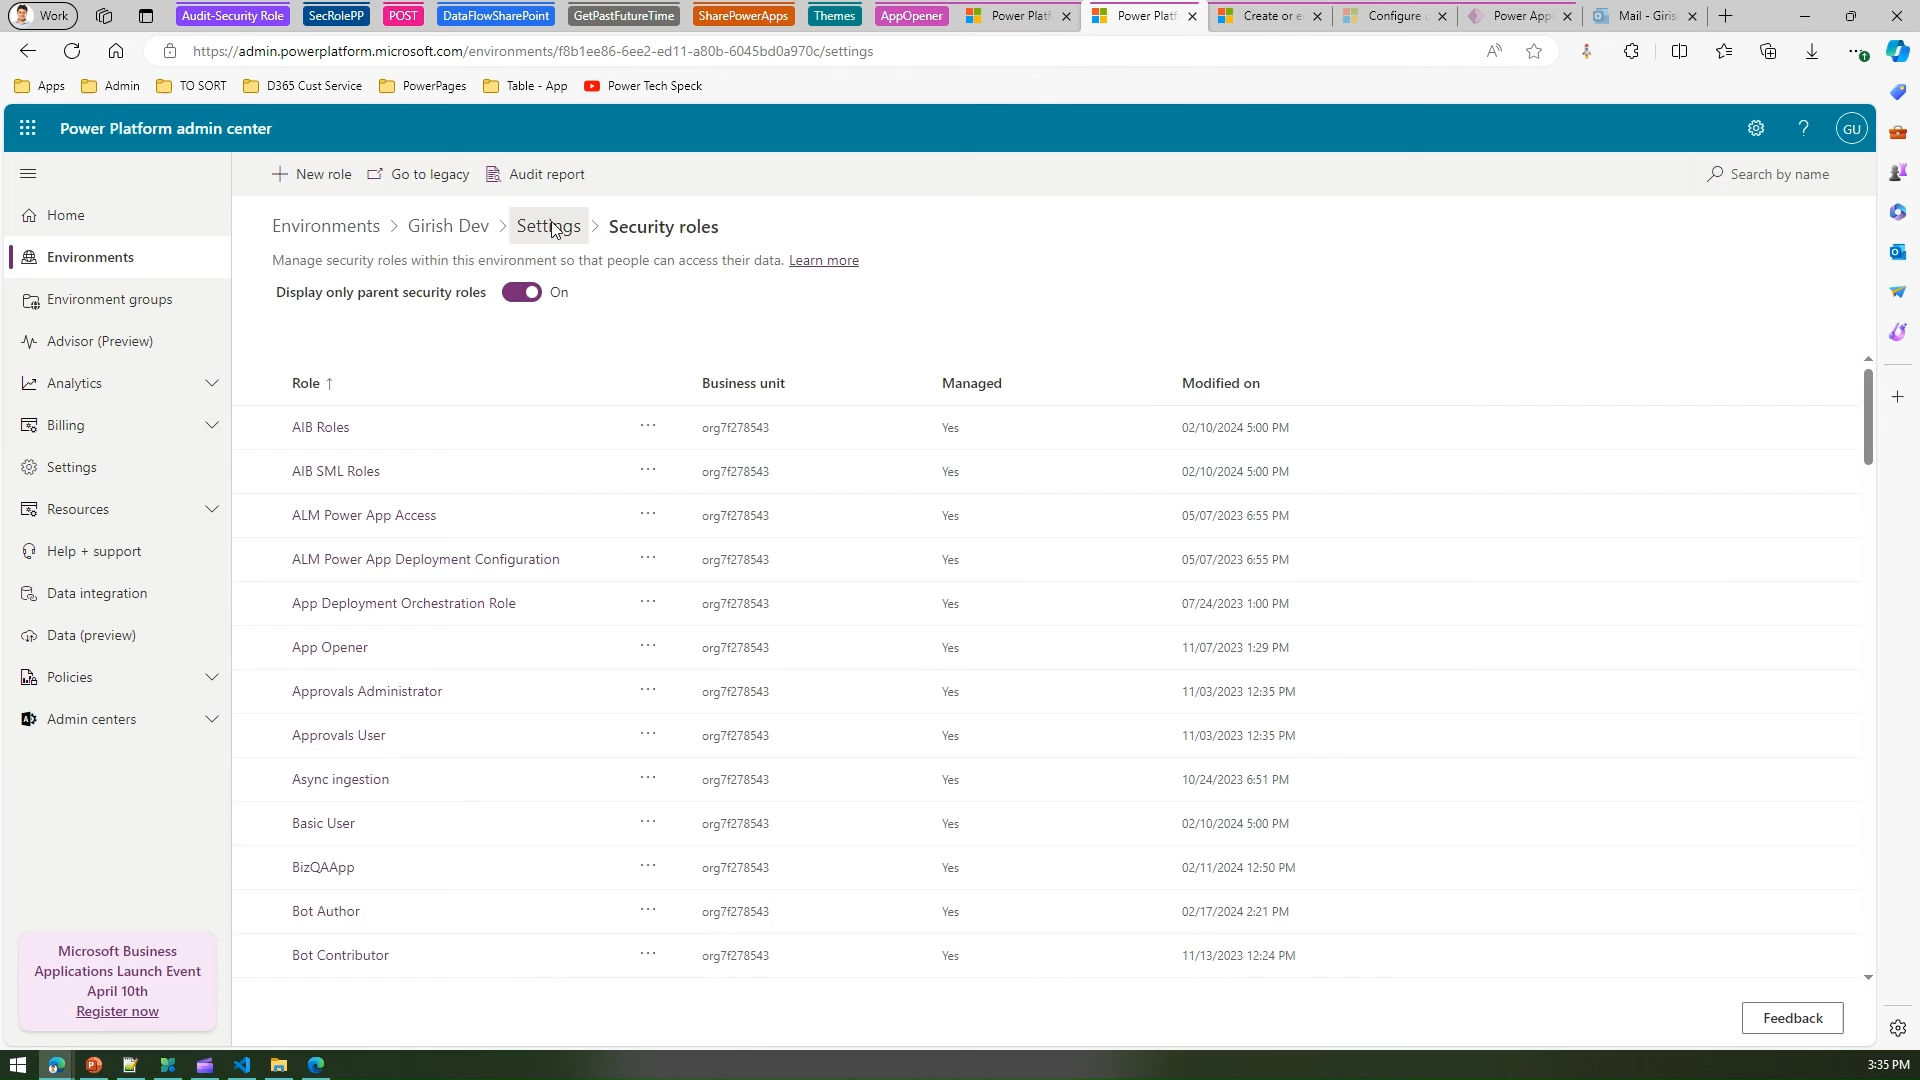 Work
Audit-Security Role
SecRolePP
POST
DataFlowSharePoint
GetPastFutureTime
SharePowerApps
Themes
AppOpener
Power Platf
Power Platf
Create or e
Configure
Power App
Mail - Giris
https://admin.powerplatform.microsoft.com/environments/f8b1ee86-6ee2-ed11-a80b-6045bd0a970c/settings
Apps
Admin
TO SORT
D365 Cust Service
PowerPages
Table - App
Power Tech Speck
Power Platform admin center
GU
New role
Go to legacy
Audit report
Search by name
Home
Environments
Environment groups
Advisor (Preview)
Analytics
Billing
Settings
Resources
Help + support
Data integration
Data (preview)
Policies
Admin centers
Microsoft Business
Applications Launch Event
April 10th
Register now
Environments > Girish Dev > Settings > Security roles
Manage security roles within this environment so that people can access their data. Learn more
Display only parent security roles On
Role ↑ Business unit Managed Modified on
AIB Roles ... org7f278543 Yes 02/10/2024 5:00 PM
AIB SML Roles ... org7f278543 Yes 02/10/2024 5:00 PM
ALM Power App Access ... org7f278543 Yes 05/07/2023 6:55 PM
ALM Power App Deployment Configuration ... org7f278543 Yes 05/07/2023 6:55 PM
App Deployment Orchestration Role ... org7f278543 Yes 07/24/2023 1:00 PM
App Opener ... org7f278543 Yes 11/07/2023 1:29 PM
Approvals Administrator ... org7f278543 Yes 11/03/2023 12:35 PM
Approvals User ... org7f278543 Yes 11/03/2023 12:35 PM
Async ingestion ... org7f278543 Yes 10/24/2023 6:51 PM
Basic User ... org7f278543 Yes 02/10/2024 5:00 PM
BizQAApp ... org7f278543 Yes 02/11/2024 12:50 PM
Bot Author ... org7f278543 Yes 02/17/2024 2:21 PM
Bot Contributor ... org7f278543 Yes 11/13/2023 12:24 PM
Feedback
3:35 PM